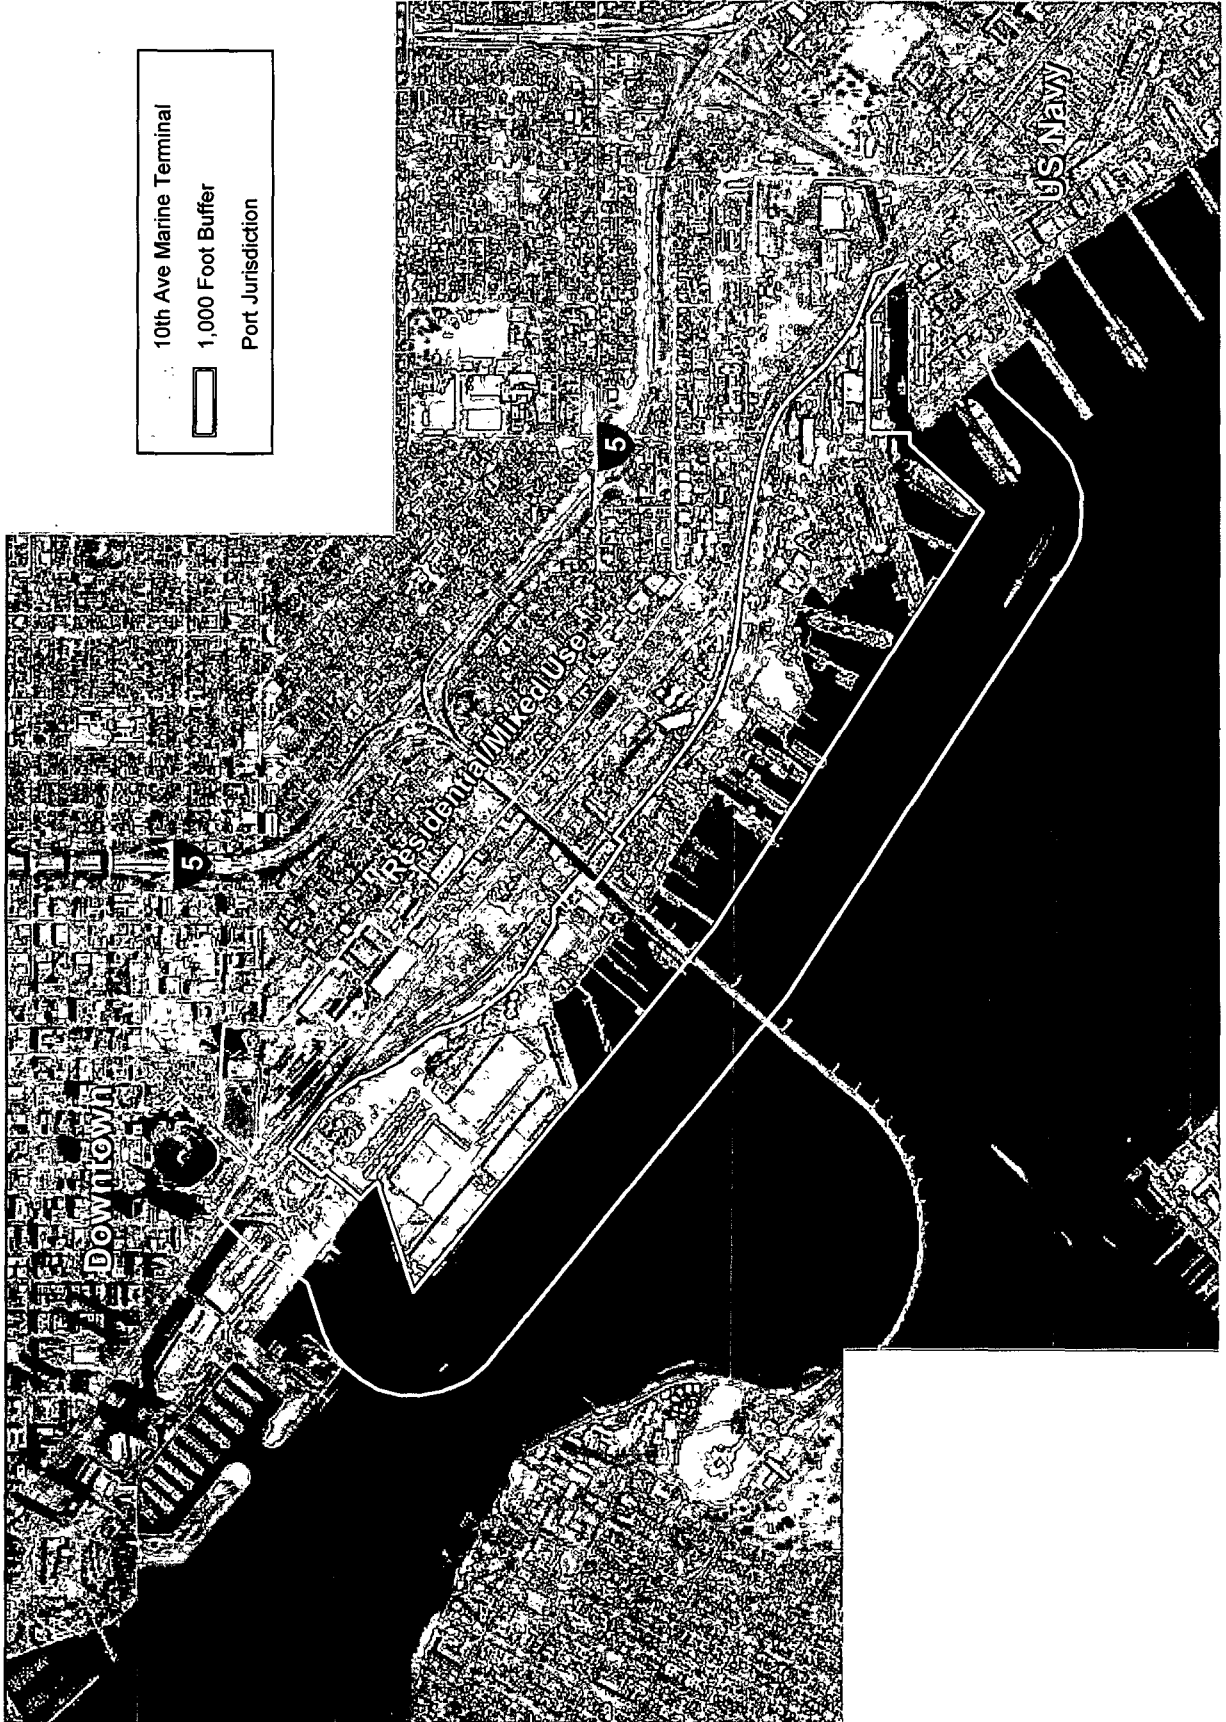 10th Ave Marine Terminal
1,000 Foot Buffer
Port Jurisdiction
Downtown
5
Residential/Mixed Use
5
US Navy